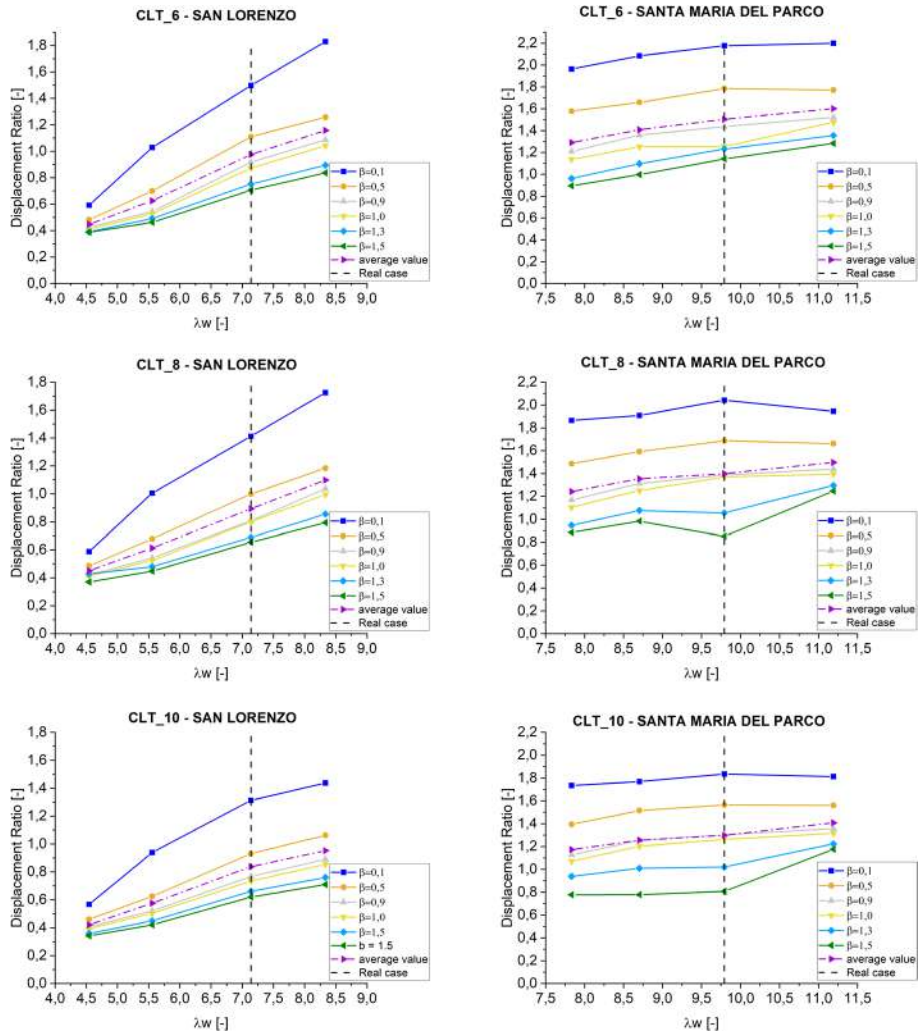 CLT_6 - SAN LORENZO
1,8
1,6
1,4
1,2
1,0
0,8
0,6
0,4
0,2
0,0
Displacement Ratio [-]
4,0 4,5 5,0 5,5 6,0 6,5 7,0 7,5 8,0 8,5 9,0
λw [-]
β=0,1
β=0,5
β=0,9
β=1,0
β=1,3
β=1,5
average value
Real case
CLT_6 - SANTA MARIA DEL PARCO
2,2
2,0
1,8
1,6
1,4
1,2
1,0
0,8
0,6
0,4
0,2
0,0
Displacement Ratio [-]
7,5 8,0 8,5 9,0 9,5 10,0 10,5 11,0 11,5
λw [-]
β=0,1
β=0,5
β=0,9
β=1,0
β=1,3
β=1,5
average value
Real case
CLT_8 - SAN LORENZO
1,8
1,6
1,4
1,2
1,0
0,8
0,6
0,4
0,2
0,0
Displacement Ratio [-]
4,0 4,5 5,0 5,5 6,0 6,5 7,0 7,5 8,0 8,5 9,0
λw [-]
β=0,1
β=0,5
β=0,9
β=1,0
β=1,3
β=1,5
average value
Real case
CLT_8 - SANTA MARIA DEL PARCO
2,2
2,0
1,8
1,6
1,4
1,2
1,0
0,8
0,6
0,4
0,2
0,0
Displacement Ratio [-]
7,5 8,0 8,5 9,0 9,5 10,0 10,5 11,0 11,5
λw [-]
β=0,1
β=0,5
β=0,9
β=1,0
β=1,3
β=1,5
average value
Real case
CLT_10 - SAN LORENZO
1,8
1,6
1,4
1,2
1,0
0,8
0,6
0,4
0,2
0,0
Displacement Ratio [-]
4,0 4,5 5,0 5,5 6,0 6,5 7,0 7,5 8,0 8,5 9,0
λw [-]
β=0,1
β=0,5
β=0,9
β=1,0
β=1,5
b = 1.5
average value
Real case
CLT_10 - SANTA MARIA DEL PARCO
2,2
2,0
1,8
1,6
1,4
1,2
1,0
0,8
0,6
0,4
0,2
0,0
Displacement Ratio [-]
7,5 8,0 8,5 9,0 9,5 10,0 10,5 11,0 11,5
λw [-]
β=0,1
β=0,5
β=0,9
β=1,0
β=1,3
β=1,5
average value
Real case